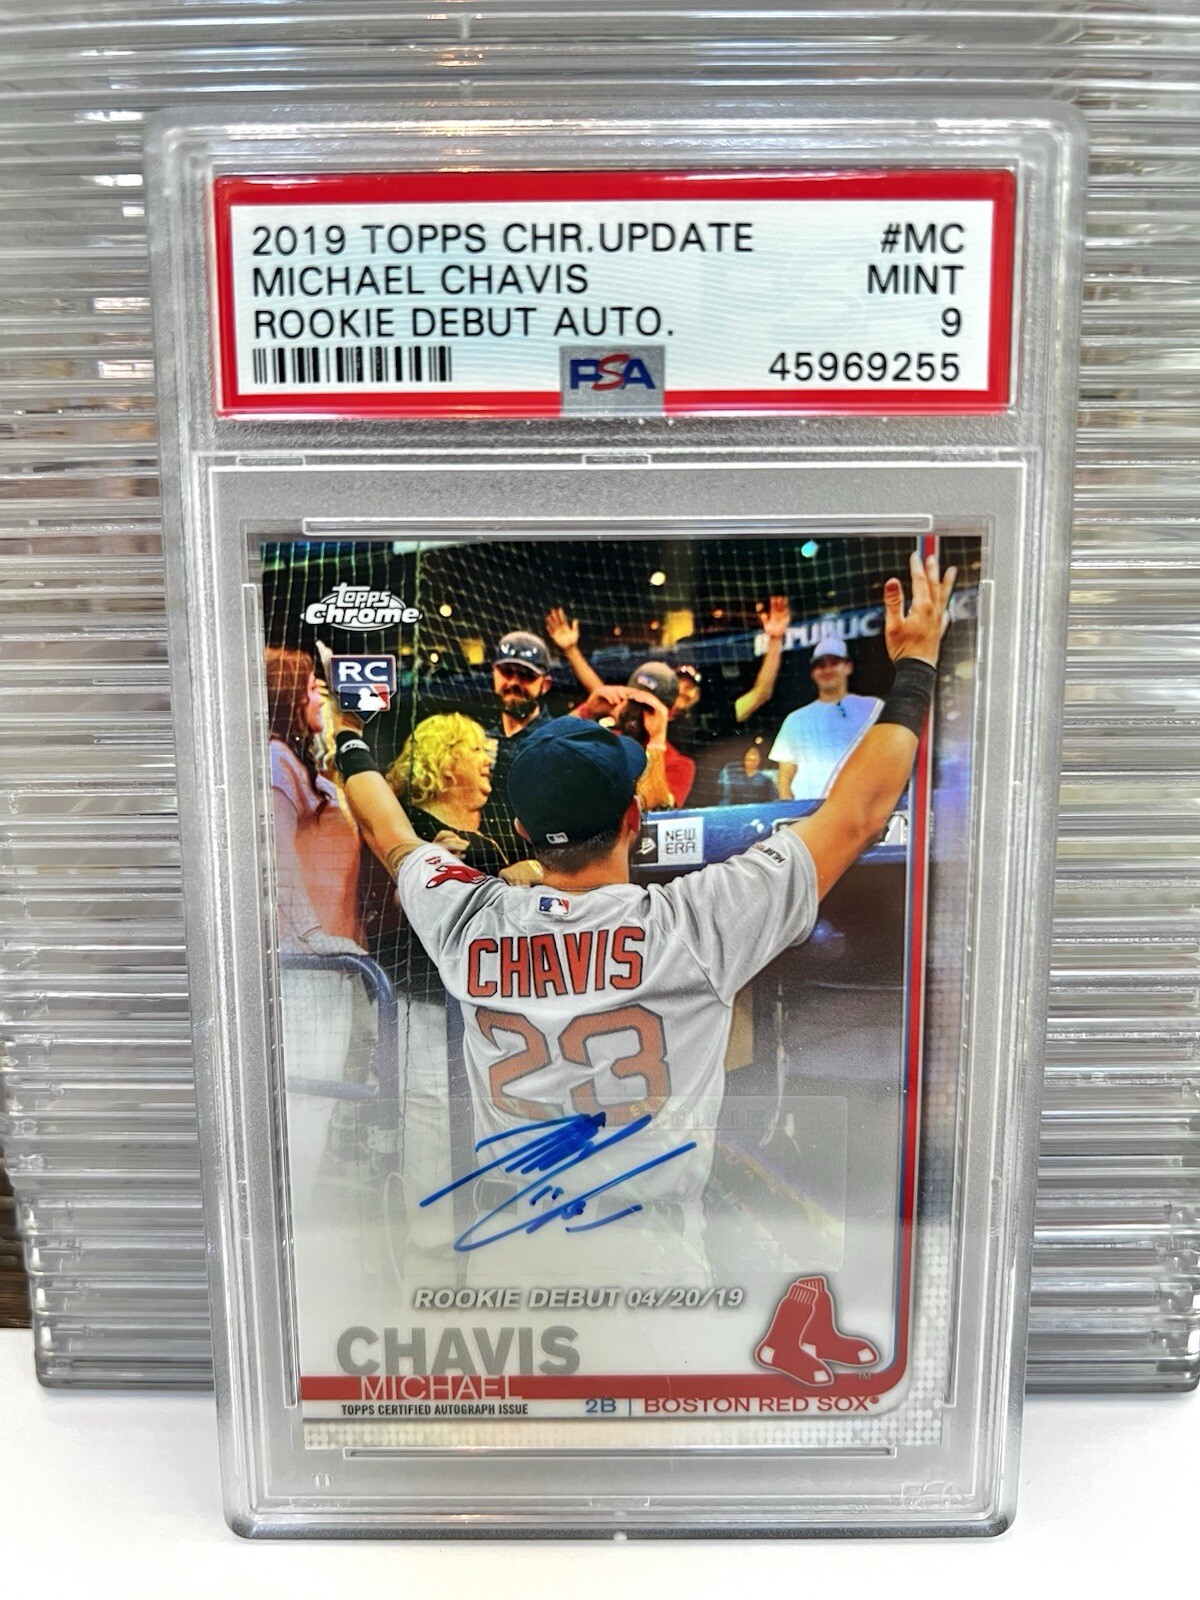 2019 TOPPS CHR.UPDATE #MC
MICHAEL CHAVIS MINT
ROOKIE DEBUT AUTO. 9
PSA 45969255
Topps
Chrome
RC
REPUBLIC
NEW
ERA
CHAVIS
23
ROOKIE DEBUT 04/20/19
CHAVIS
MICHAEL
TOPPS CERTIFIED AUTOGRAPH ISSUE 2B | BOSTON RED SOX®
TM